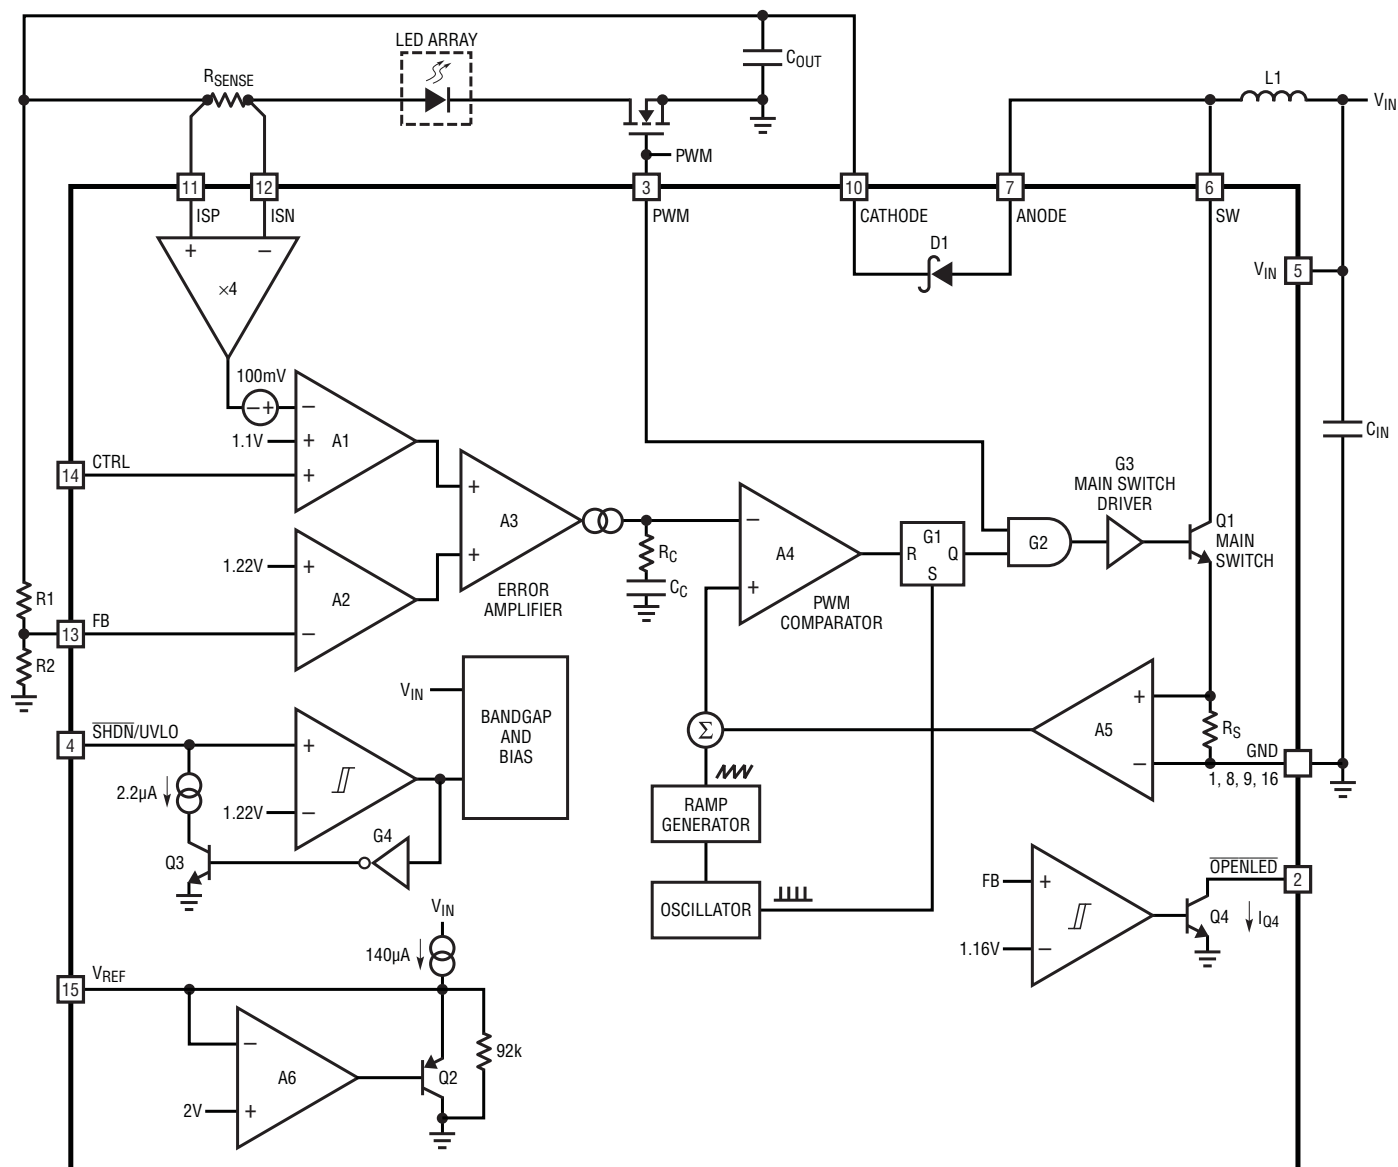 LED ARRAY
COUT
RSENSE
L1
VIN
PWM
11
12
3
10
7
6
ISP
ISN
PWM
CATHODE
ANODE
SW
+
−
D1
VIN
5
×4
100mV
− +
−
1.1V
+
A1
CIN
14
CTRL
+
G3
MAIN SWITCH
DRIVER
+
A3
−
Q1
MAIN
SWITCH
G1
R
Q
S
G2
RC
A4
1.22V
+
+
CC
+
A2
ERROR
AMPLIFIER
PWM
COMPARATOR
R1
13
FB
−
R2
VIN
BANDGAP
AND
BIAS
+
A5
RS
−
GND
1, 8, 9, 16
4
SHDN/UVLO
+
Σ
2.2µA
1.22V
−
RAMP
GENERATOR
G4
Q3
OPENLED
2
FB
+
VIN
OSCILLATOR
Q4
IQ4
140µA
1.16V
−
15
VREF
−
92k
A6
Q2
2V
+